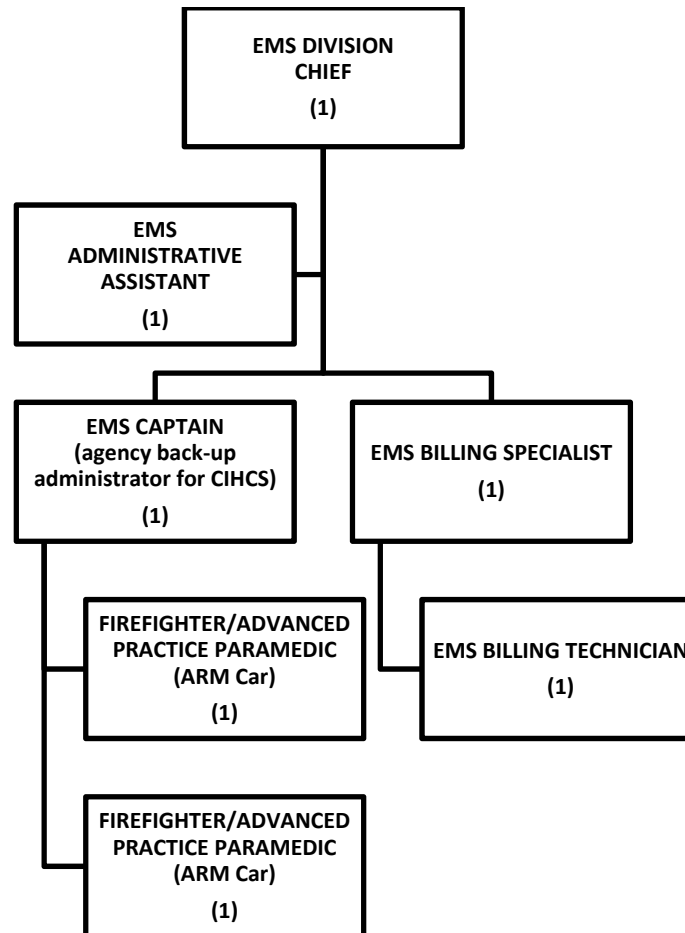 EMS DIVISION
CHIEF
(1)
EMS
ADMINISTRATIVE
ASSISTANT
(1)
EMS CAPTAIN
(agency back-up
administrator for CIHCS)
(1)
EMS BILLING SPECIALIST
(1)
FIREFIGHTER/ADVANCED
PRACTICE PARAMEDIC
(ARM Car)
(1)
EMS BILLING TECHNICIAN
(1)
FIREFIGHTER/ADVANCED
PRACTICE PARAMEDIC
(ARM Car)
(1)